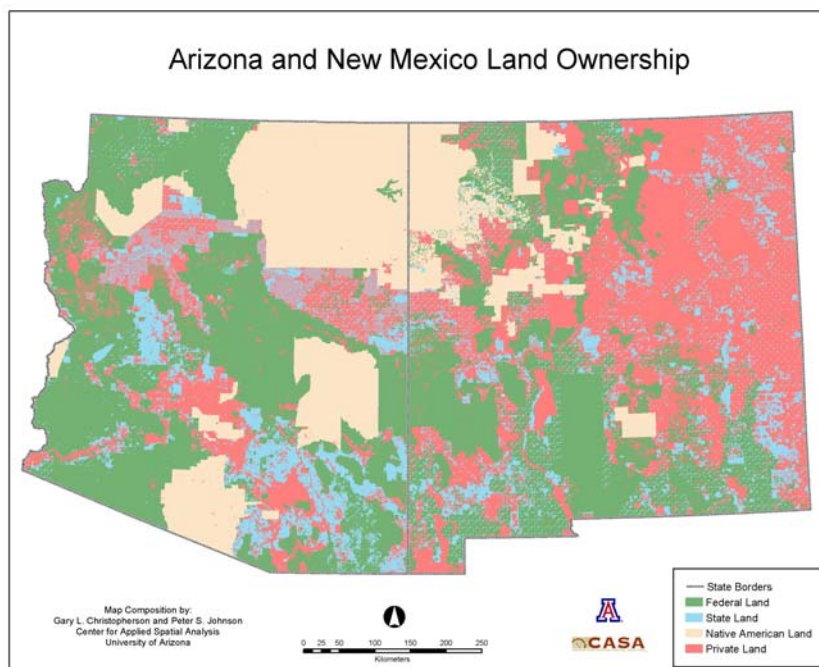 Arizona and New Mexico Land Ownership
Map Composition by:
Gary L. Christopherson and Peter S. Johnson
Center for Applied Spatial Analysis
University of Arizona
0 25 50 100 150 200 250
Kilometers
A
CASA
State Borders
Federal Land
State Land
Native American Land
Private Land